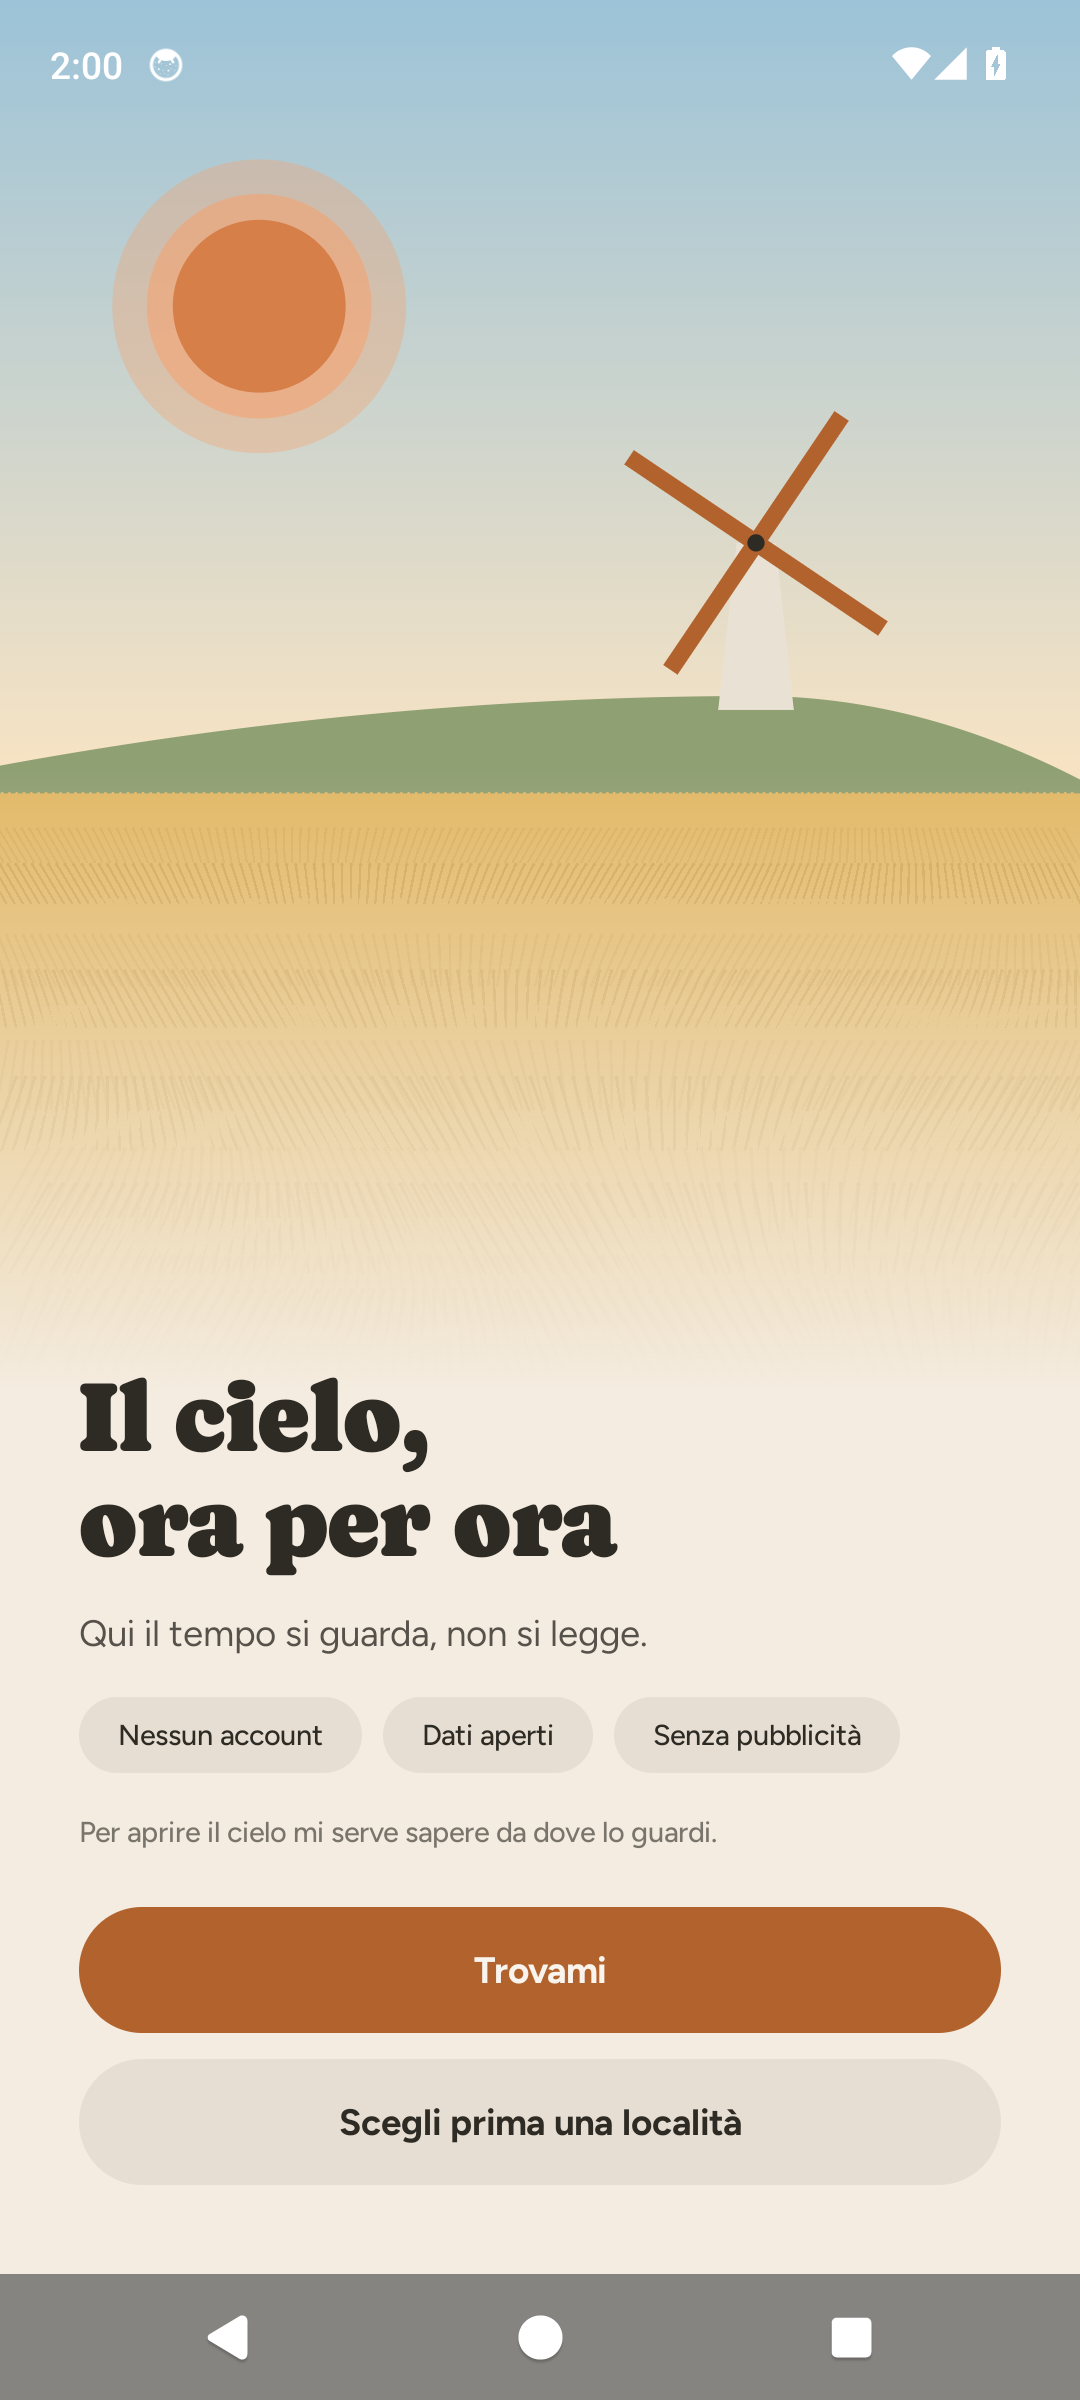 2:00
Il cielo,
ora per ora
Qui il tempo si guarda, non si legge.
Nessun account
Dati aperti
Senza pubblicità
Per aprire il cielo mi serve sapere da dove lo guardi.
Trovami
Scegli prima una località